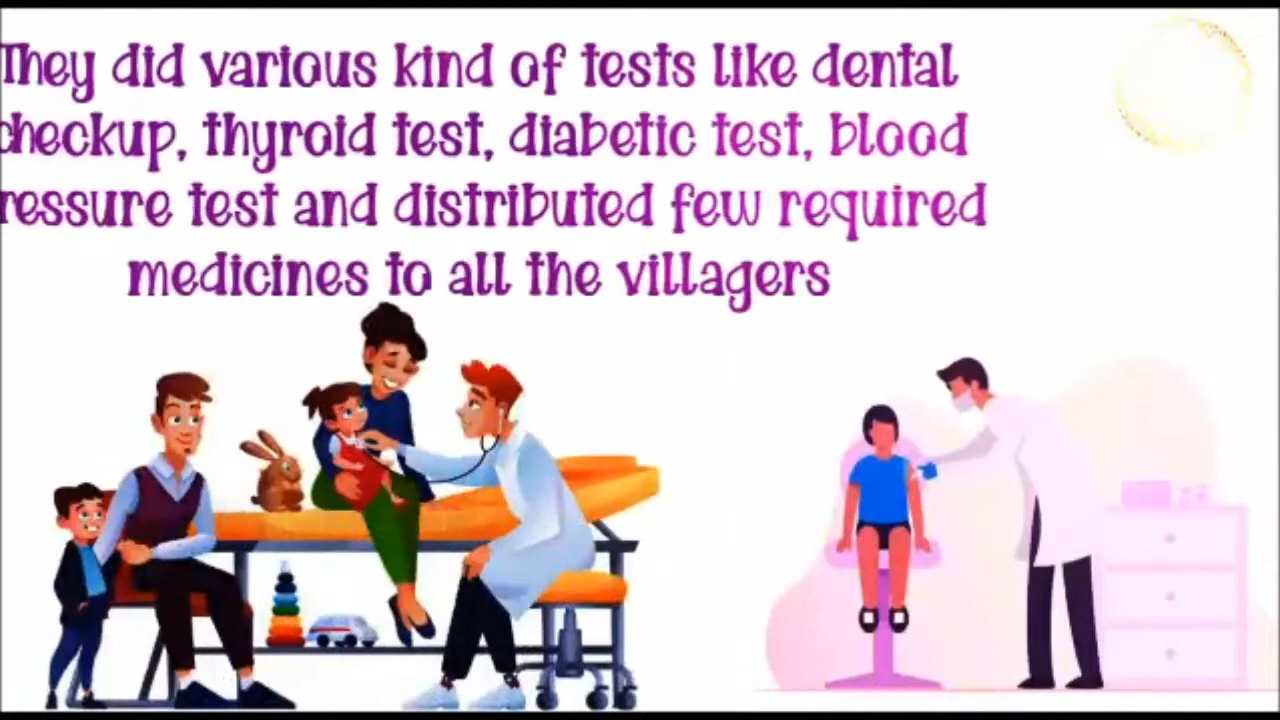 They did various kind of tests like dental
checkup, thyroid test, diabetic test, blood
ressure test and distributed few required
medicines to all the villagers